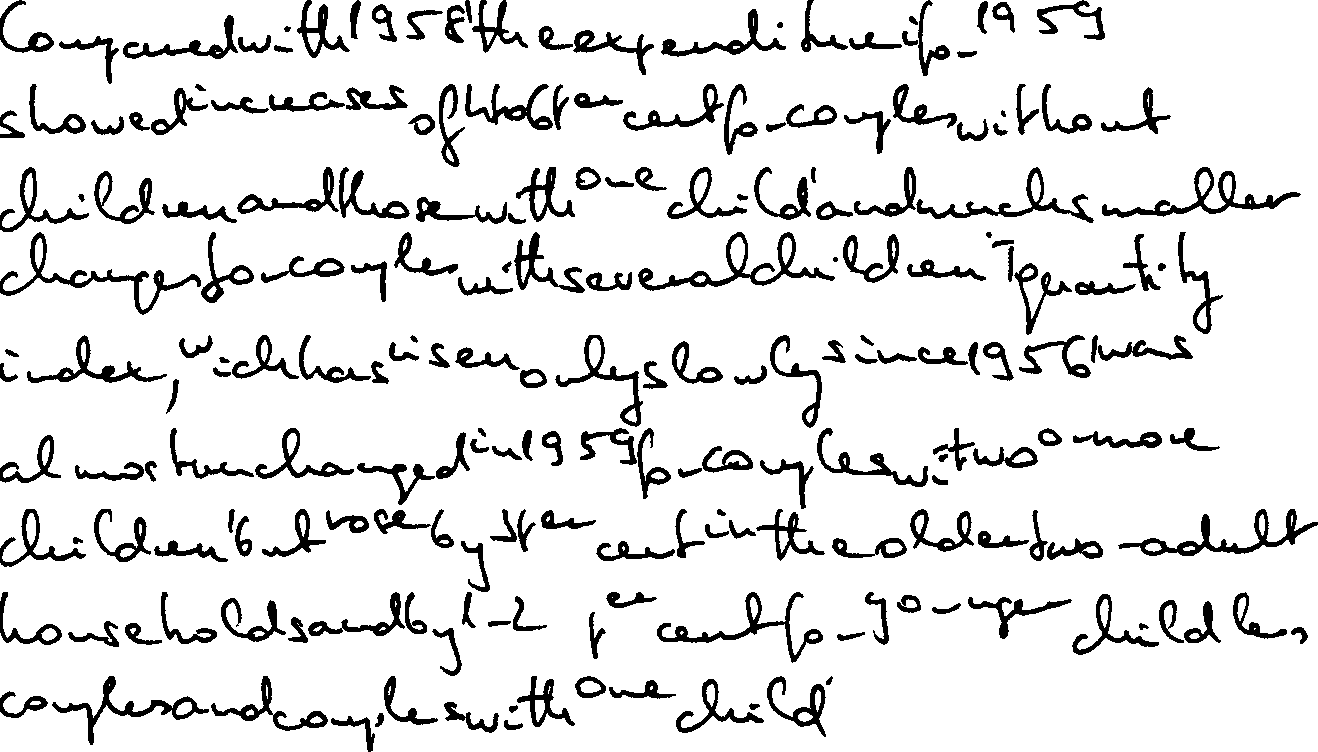 Compared with 1958, the expenditure for 1959
showed increases of 4 to 6 per cent for couples without
children and those with one child, and much smaller
changes for couples with several children. The quantity
index, wich has risen only slowly since 1956, was
almost unchanged in 1959 for couples with two or more
children, but rose by 3 per cent in the older two-adult
households and by 1-2 per cent for younger childless
couples and couples with one child.